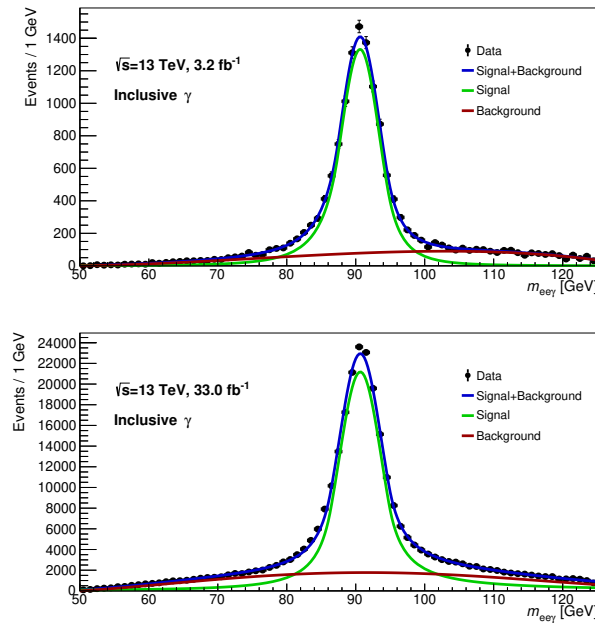 Events / 1 GeV
1400
1200
1000
800
600
400
200
0
√s=13 TeV, 3.2 fb⁻¹
Inclusive γ
Data
Signal+Background
Signal
Background
50 60 70 80 90 100 110 120
m_eeγ [GeV]
Events / 1 GeV
24000
22000
20000
18000
16000
14000
12000
10000
8000
6000
4000
2000
0
√s=13 TeV, 33.0 fb⁻¹
Inclusive γ
Data
Signal+Background
Signal
Background
50 60 70 80 90 100 110 120
m_eeγ [GeV]